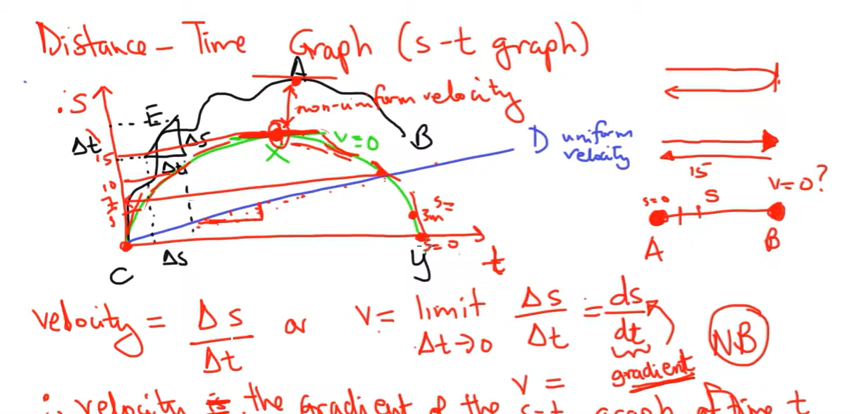 Distance - Time Graph (s-t graph)
A
s
non-uniform velocity
E
Δt
Δs
v=0
B
D uniform velocity
15
15
10
X
s=
3m
s=0
C
Δs
Y
t
s=0
S
v=0?
A
B
velocity = Δs/Δt or v= limit Δt→0 Δs/Δt = ds/dt
NB
gradient
v =
∴ velocity is the gradient of the s-t graph at time t